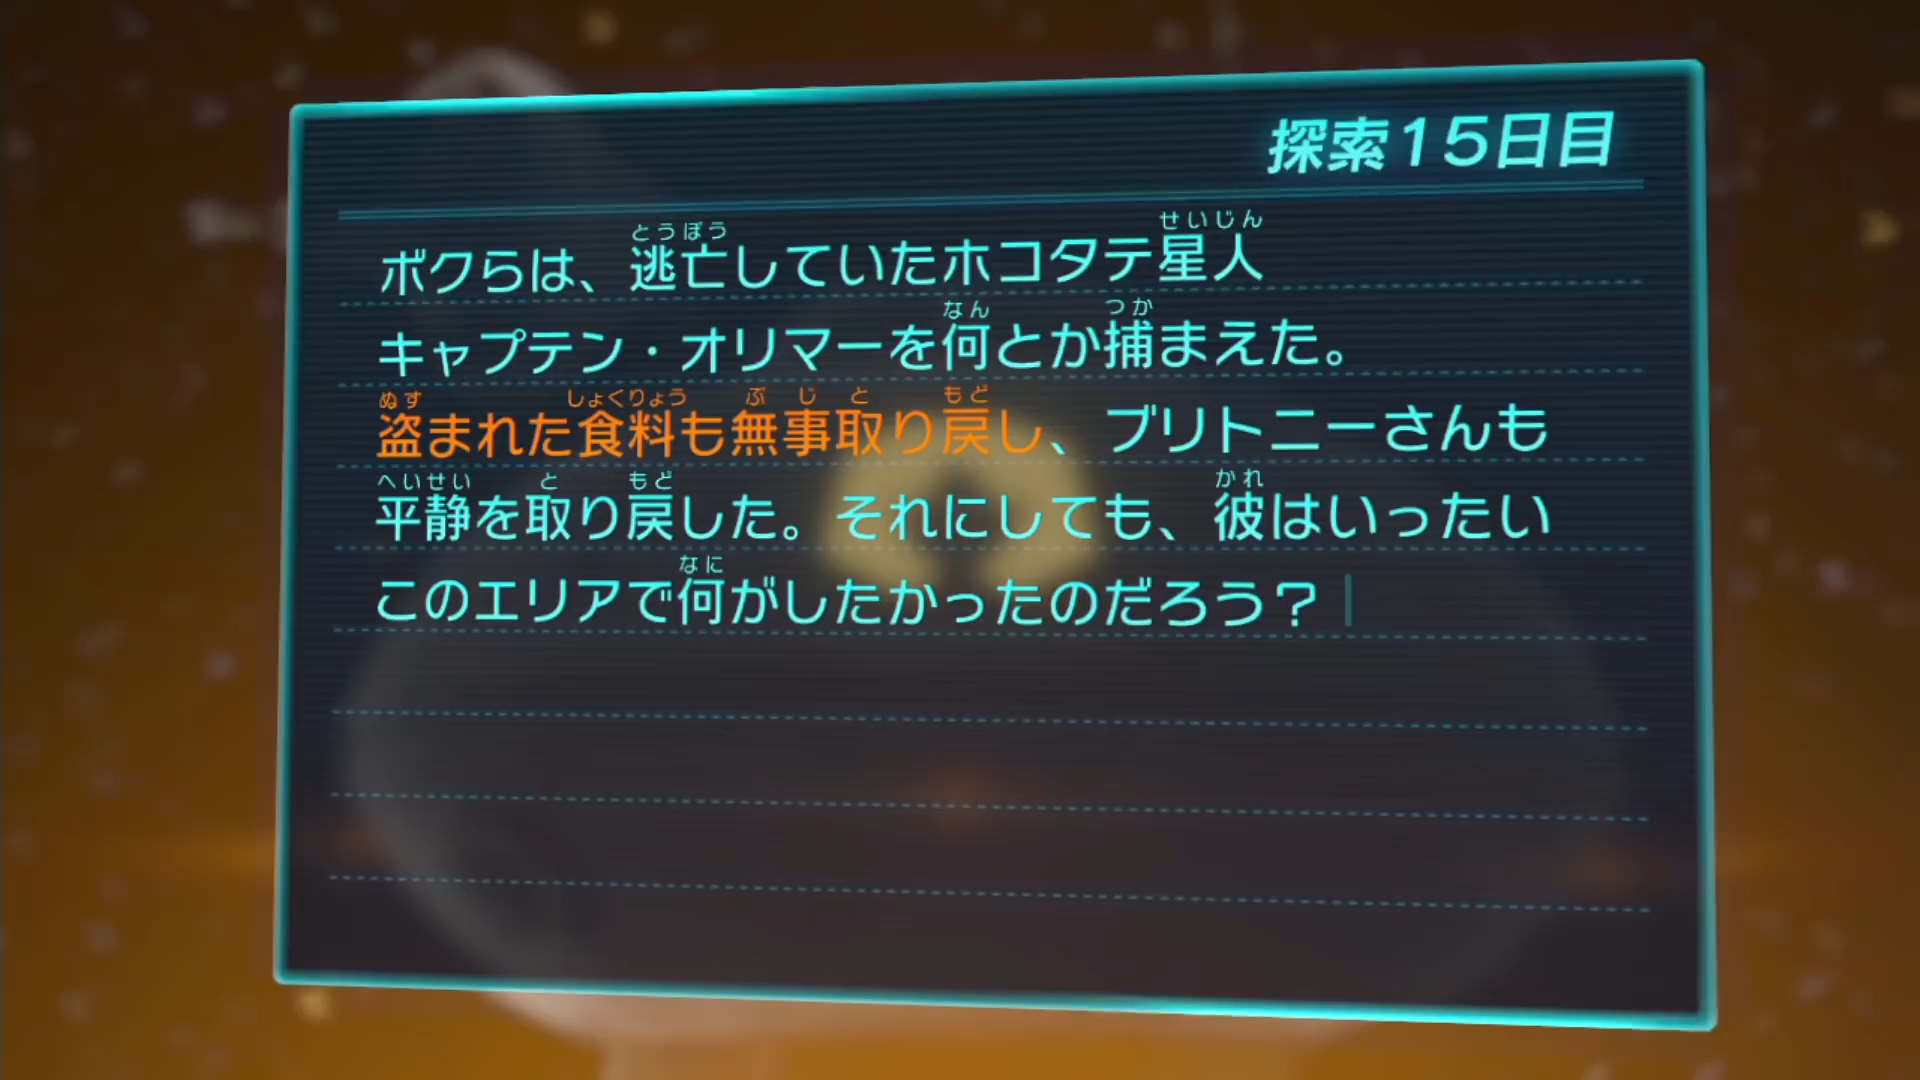 探索15日目
ボクらは、逃亡していたホコタテ星人
キャプテン・オリマーを何とか捕まえた。
盗まれた食料も無事取り戻し、ブリトニーさんも
平静を取り戻した。それにしても、彼はいったい
このエリアで何がしたかったのだろう？